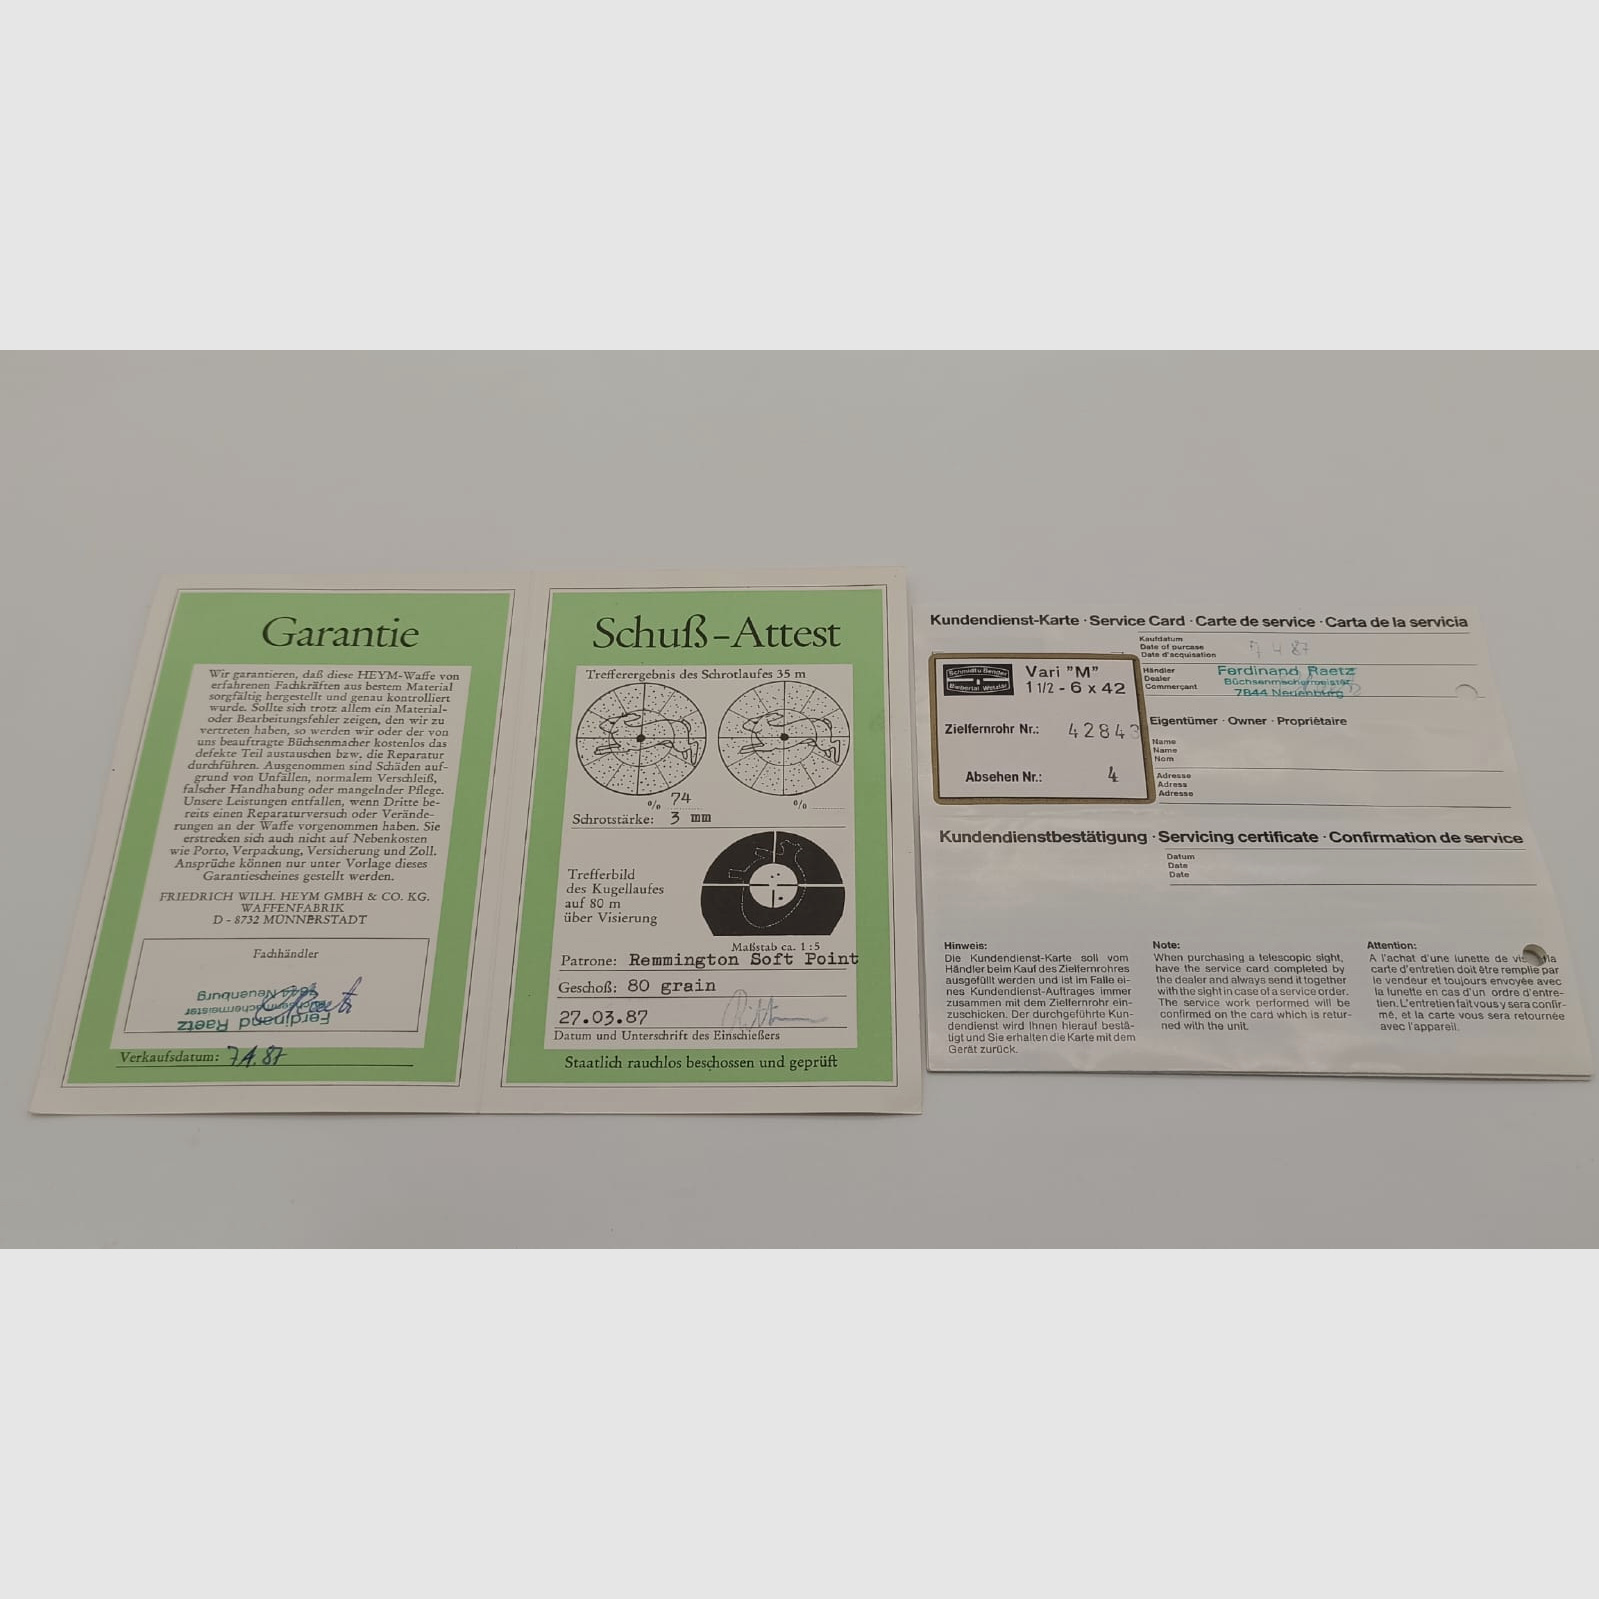 Garantie
Wir garantieren, daß diese HEYM-Waffe von
erfahrenen Fachkräften aus bestem Material
sorgfältig hergestellt und genau kontrolliert
wurde. Sollte sich trotz allem ein Material-
oder Bearbeitungsfehler zeigen, den wir zu
vertreten haben, so werden wir oder der von
uns beauftragte Büchsenmacher kostenlos das
defekte Teil austauschen bzw. die Reparatur
durchführen. Ausgenommen sind Schäden auf-
grund von Unfällen, normalem Verschleiß,
falscher Handhabung oder mangelnder Pflege.
Unsere Leistungen entfallen, wenn Dritte be-
reits einen Reparaturversuch oder Verände-
rungen an der Waffe vorgenommen haben. Sie
erstrecken sich auch nicht auf Nebenkosten
wie Porto, Verpackung, Versicherung und Zoll.
Ansprüche können nur unter Vorlage dieses
Garantiescheines gestellt werden.
FRIEDRICH WILH. HEYM GMBH & CO. KG.
WAFFENFABRIK
D - 8732 MÜNNERSTADT
Fachhändler
Ferdinand Raetz
Büchsenmachermeister
7844 Neuenburg
Verkaufsdatum: 7.4.87
Schuß-Attest
Trefferergebnis des Schrotlaufes 35 m
% 74
%
Schrotstärke: 3 mm
Trefferbild
des Kugellaufes
auf 80 m
über Visierung
Maßstab ca. 1:5
Patrone: Remmington Soft Point
Geschoß: 80 grain
27.03.87
Datum und Unterschrift des Einschießers
Staatlich rauchlos beschossen und geprüft
Kundendienst-Karte · Service Card · Carte de service · Carta de la servicia
Kaufdatum
Date of purcase
Date d'acquisation
7 4 87
Schmidt u. Bender
Biebertal Wetzlar
Vari "M"
1 1/2 - 6 x 42
Zielfernrohr Nr.: 42843
Absehen Nr.: 4
Händler
Dealer
Commerçant
Ferdinand Raetz
Büchsenmachermeister
7844 Neuenburg
Eigentümer · Owner · Propriètaire
Name
Name
Nom
Adresse
Adress
Adresse
Kundendienstbestätigung · Servicing certificate · Confirmation de service
Datum
Date
Date
Hinweis:
Die Kundendienst-Karte soll vom
Händler beim Kauf des Zielfernrohres
ausgefüllt werden und ist im Falle ei-
nes Kundendienst-Auftrages immer
zusammen mit dem Zielfernrohr ein-
zuschicken. Der durchgeführte Kun-
dendienst wird Ihnen hierauf bestä-
tigt und Sie erhalten die Karte mit dem
Gerät zurück.
Note:
When purchasing a telescopic sight,
have the service card completed by
the dealer and always send it together
with the sight in case of a service order.
The service work performed will be
confirmed on the card which is retur-
ned with the unit.
Attention:
A l'achat d'une lunette de la
carte d'entretien doit être remplie par
le vendeur et toujours envoyée avec
la lunette en cas d'un ordre d'entre-
tien. L'entretien fait vous y sera confir-
mé, et la carte vous sera retournée
avec l'appareil.